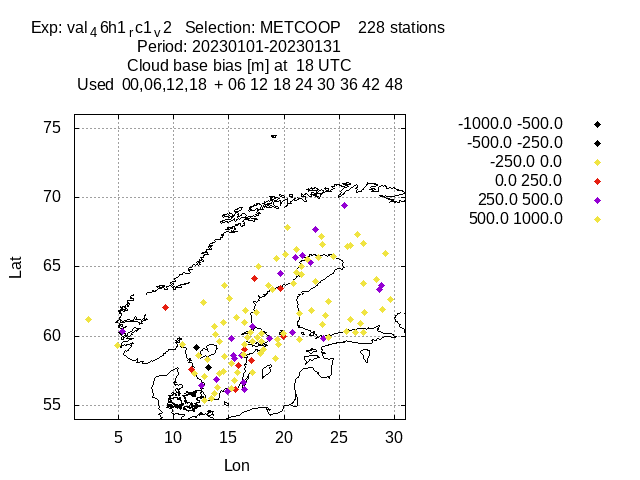 Exp: val46h1rc1v2 Selection: METCOOP 228 stations
Period: 20230101-20230131
Cloud base bias [m] at 18 UTC
Used 00,06,12,18 + 06 12 18 24 30 36 42 48
-1000.0 -500.0
-500.0 -250.0
-250.0 0.0
0.0 250.0
250.0 500.0
500.0 1000.0
75
70
65
60
55
Lat
5 10 15 20 25 30
Lon